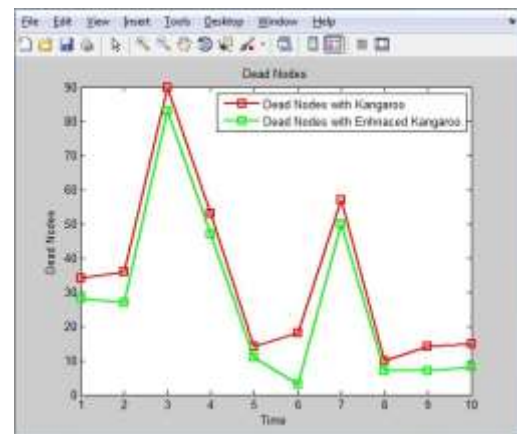 File Edit View Insert Tools Desktop Window Help
Dead Nodes
Dead Nodes with Kangaroo
Dead Nodes with Enhnaced Kangaroo
Dead Nodes
90
80
70
60
50
40
30
20
10
0
1 2 3 4 5 6 7 8 9 10
Time